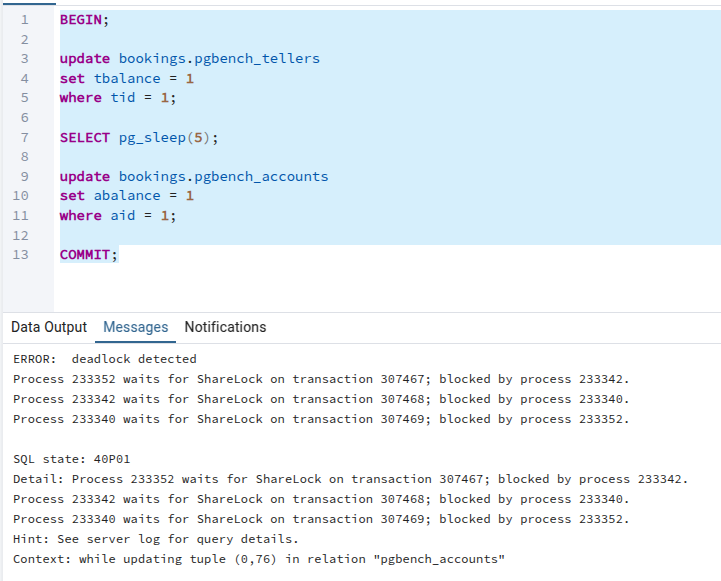 1 BEGIN;
2
3 update bookings.pgbench_tellers
4 set tbalance = 1
5 where tid = 1;
6
7 SELECT pg_sleep(5);
8
9 update bookings.pgbench_accounts
10 set abalance = 1
11 where aid = 1;
12
13 COMMIT;
Data Output Messages Notifications
ERROR:  deadlock detected
Process 233352 waits for ShareLock on transaction 307467; blocked by process 233342.
Process 233342 waits for ShareLock on transaction 307468; blocked by process 233340.
Process 233340 waits for ShareLock on transaction 307469; blocked by process 233352.
SQL state: 40P01
Detail: Process 233352 waits for ShareLock on transaction 307467; blocked by process 233342.
Process 233342 waits for ShareLock on transaction 307468; blocked by process 233340.
Process 233340 waits for ShareLock on transaction 307469; blocked by process 233352.
Hint: See server log for query details.
Context: while updating tuple (0,76) in relation "pgbench_accounts"